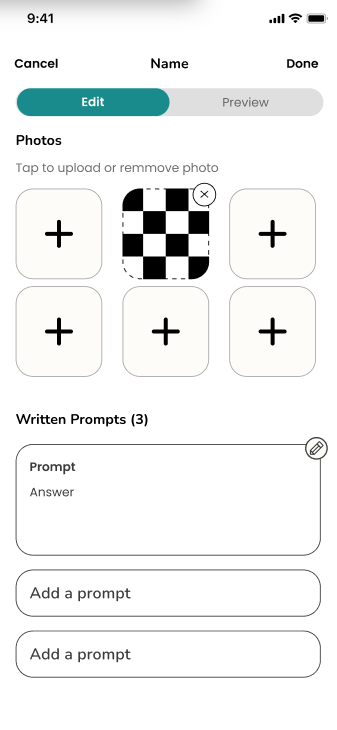 9:41
Cancel Name Done
Edit Preview
Photos
Tap to upload or remmove photo
Written Prompts (3)
Prompt
Answer
Add a prompt
Add a prompt